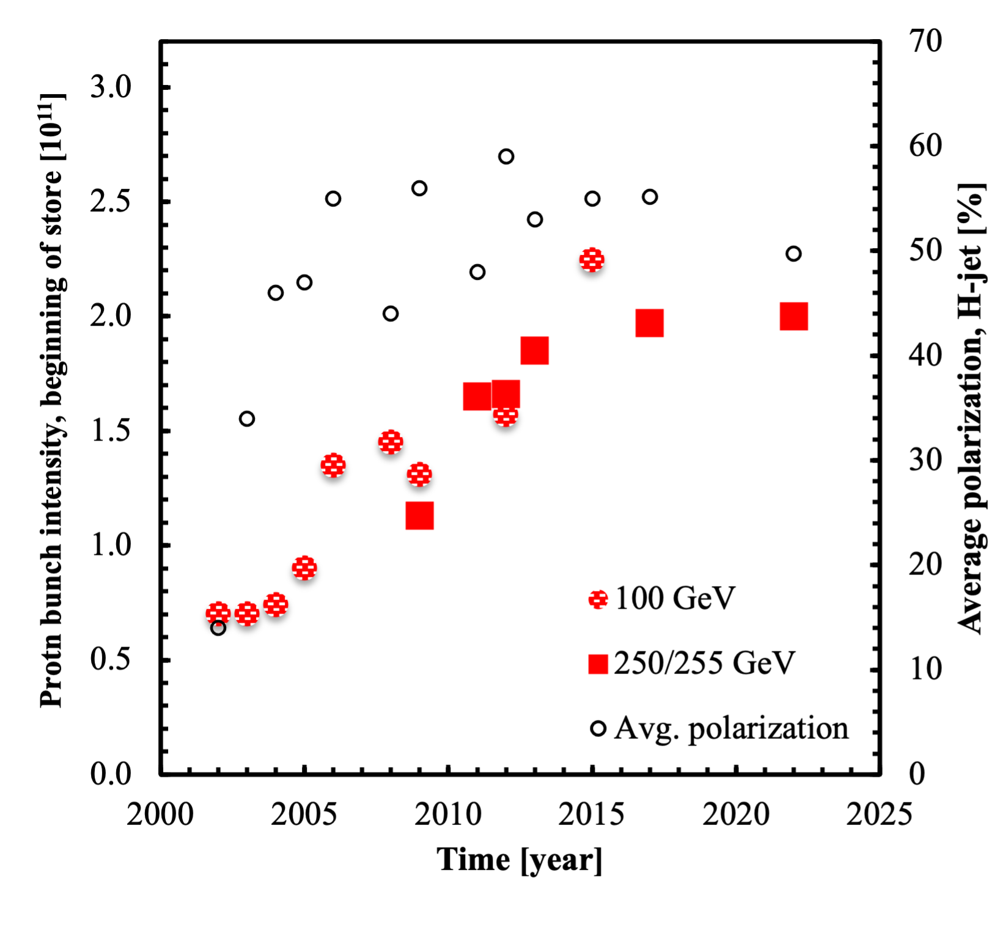 Protn bunch intensity, beginning of store [10¹¹]
3.0
2.5
2.0
1.5
1.0
0.5
0.0
70
60
50
40
30
20
10
0
Average polarization, H-jet [%]
100 GeV
250/255 GeV
Avg. polarization
2000 2005 2010 2015 2020 2025
Time [year]